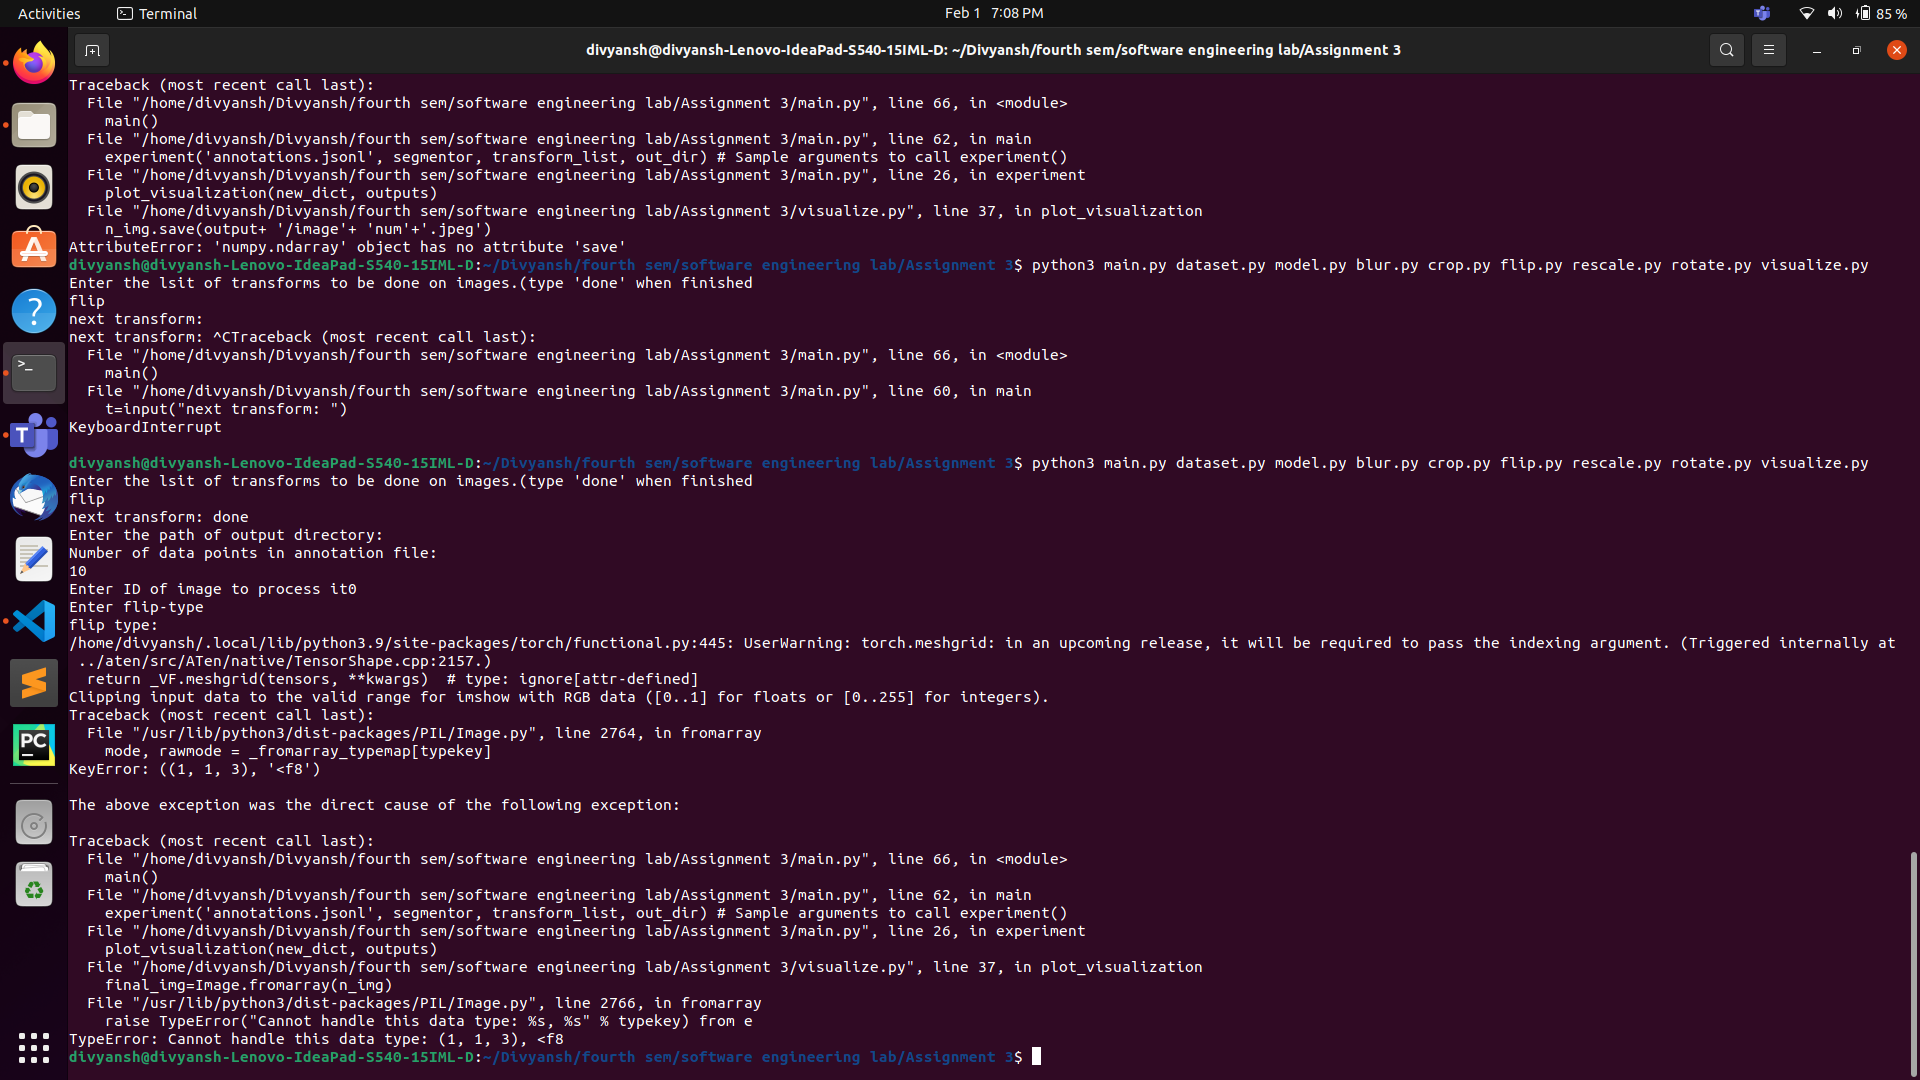 Activities
Terminal
Feb 1 7:08 PM
85 %
divyansh@divyansh-Lenovo-IdeaPad-S540-15IML-D: ~/Divyansh/fourth sem/software engineering lab/Assignment 3
Traceback (most recent call last):
  File "/home/divyansh/Divyansh/fourth sem/software engineering lab/Assignment 3/main.py", line 66, in <module>
    main()
  File "/home/divyansh/Divyansh/fourth sem/software engineering lab/Assignment 3/main.py", line 62, in main
    experiment('annotations.jsonl', segmentor, transform_list, out_dir) # Sample arguments to call experiment()
  File "/home/divyansh/Divyansh/fourth sem/software engineering lab/Assignment 3/main.py", line 26, in experiment
    plot_visualization(new_dict, outputs)
  File "/home/divyansh/Divyansh/fourth sem/software engineering lab/Assignment 3/visualize.py", line 37, in plot_visualization
    n_img.save(output+ '/image'+ 'num'+'.jpeg')
AttributeError: 'numpy.ndarray' object has no attribute 'save'
divyansh@divyansh-Lenovo-IdeaPad-S540-15IML-D:~/Divyansh/fourth sem/software engineering lab/Assignment 3$ python3 main.py dataset.py model.py blur.py crop.py flip.py rescale.py rotate.py visualize.py
Enter the lsit of transforms to be done on images.(type 'done' when finished
flip
next transform:
next transform: ^CTraceback (most recent call last):
  File "/home/divyansh/Divyansh/fourth sem/software engineering lab/Assignment 3/main.py", line 66, in <module>
    main()
  File "/home/divyansh/Divyansh/fourth sem/software engineering lab/Assignment 3/main.py", line 60, in main
    t=input("next transform: ")
KeyboardInterrupt
divyansh@divyansh-Lenovo-IdeaPad-S540-15IML-D:~/Divyansh/fourth sem/software engineering lab/Assignment 3$ python3 main.py dataset.py model.py blur.py crop.py flip.py rescale.py rotate.py visualize.py
Enter the lsit of transforms to be done on images.(type 'done' when finished
flip
next transform: done
Enter the path of output directory:
Number of data points in annotation file:
10
Enter ID of image to process it0
Enter flip-type
flip type:
/home/divyansh/.local/lib/python3.9/site-packages/torch/functional.py:445: UserWarning: torch.meshgrid: in an upcoming release, it will be required to pass the indexing argument. (Triggered internally at
 ../aten/src/ATen/native/TensorShape.cpp:2157.)
  return _VF.meshgrid(tensors, **kwargs)  # type: ignore[attr-defined]
Clipping input data to the valid range for imshow with RGB data ([0..1] for floats or [0..255] for integers).
Traceback (most recent call last):
  File "/usr/lib/python3/dist-packages/PIL/Image.py", line 2764, in fromarray
    mode, rawmode = _fromarray_typemap[typekey]
KeyError: ((1, 1, 3), '<f8')
The above exception was the direct cause of the following exception:
Traceback (most recent call last):
  File "/home/divyansh/Divyansh/fourth sem/software engineering lab/Assignment 3/main.py", line 66, in <module>
    main()
  File "/home/divyansh/Divyansh/fourth sem/software engineering lab/Assignment 3/main.py", line 62, in main
    experiment('annotations.jsonl', segmentor, transform_list, out_dir) # Sample arguments to call experiment()
  File "/home/divyansh/Divyansh/fourth sem/software engineering lab/Assignment 3/main.py", line 26, in experiment
    plot_visualization(new_dict, outputs)
  File "/home/divyansh/Divyansh/fourth sem/software engineering lab/Assignment 3/visualize.py", line 37, in plot_visualization
    final_img=Image.fromarray(n_img)
  File "/usr/lib/python3/dist-packages/PIL/Image.py", line 2766, in fromarray
    raise TypeError("Cannot handle this data type: %s, %s" % typekey) from e
TypeError: Cannot handle this data type: (1, 1, 3), <f8
divyansh@divyansh-Lenovo-IdeaPad-S540-15IML-D:~/Divyansh/fourth sem/software engineering lab/Assignment 3$